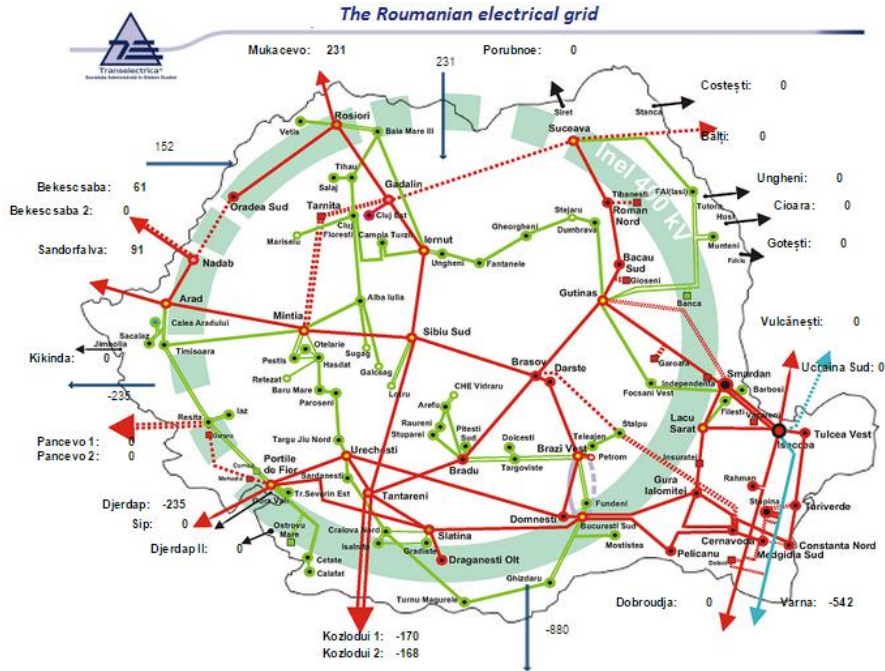 The Roumanian electrical grid
Transelectrica®
Societate Administrată în Sistem Dualist
Mukacevo: 231
Porubnoe: 0
231
Costești: 0
Siret
Stanca
Rosiori
Vetis
Baia Mare III
Suceava
Bălți: 0
152
Tihau
Salaj
Inel 400 kV
Bekescsaba: 61
Bekescsaba 2: 0
Oradea Sud
Gadalin
Tarnita
Cluj Est
Tibanesti
FAI(Iasi)
Ungheni: 0
Tutora
Cioara: 0
Husi
Roman
Nord
Stejaru
Dumbrava
Gheorgheni
Cluj
Floresti
Campia Turzii
Mariselu
Iernut
Munteni
Gotești: 0
Falciu
Sandorfalva: 91
Nadab
Ungheni
Fantanele
Bacau
Sud
Gioseni
Arad
Alba Iulia
Gutinas
Banca
Calea Aradului
Mintia
Sibiu Sud
Vulcănești: 0
Sacalaz
Jimbolia
Timisoara
Otelarie
Pestis
Hasdat
Sugag
Galceag
Retezat
Baru Mare
Paroseni
Lotru
Brasov
Darste
Garoafa
Smardan
Ucraina Sud: 0
Kikinda: 0
-235
CHE Vidraru
Independenta
Barbosi
Focsani Vest
Filesti
Vacareni
Arefu
Raureni
Stuparei
Pitesti
Sud
Lacu
Sarat
Isaccea
Tulcea Vest
Resita
Iaz
Stalpu
Teleajen
Targu Jiu Nord
Urechesti
Doicesti
Targoviste
Brazi Vest
Petrom
Pancevo 1: 0
Pancevo 2: 0
Portile
de Fier
Bradu
Insuratei
Sardanesti
Tantareni
Gura
Ialomitei
Rahman
Tr.Severin Est
Stupina
Tariverde
Djerdap: -235
Sip: 0
Fundeni
Ostrovu
Mare
Craiova Nord
Slatina
Domnesti
Bucuresti Sud
Cernavoda
Djerdap II: 0
Isalnita
Gradiste
Mostistea
Medgidia Sud
Constanta Nord
Cetate
Calafat
Draganesti Olt
Pelicanu
Ghizdaru
Turnu Magurele
Dobroudja: 0
Varna: -542
-880
Kozlodui 1: -170
Kozlodui 2: -168